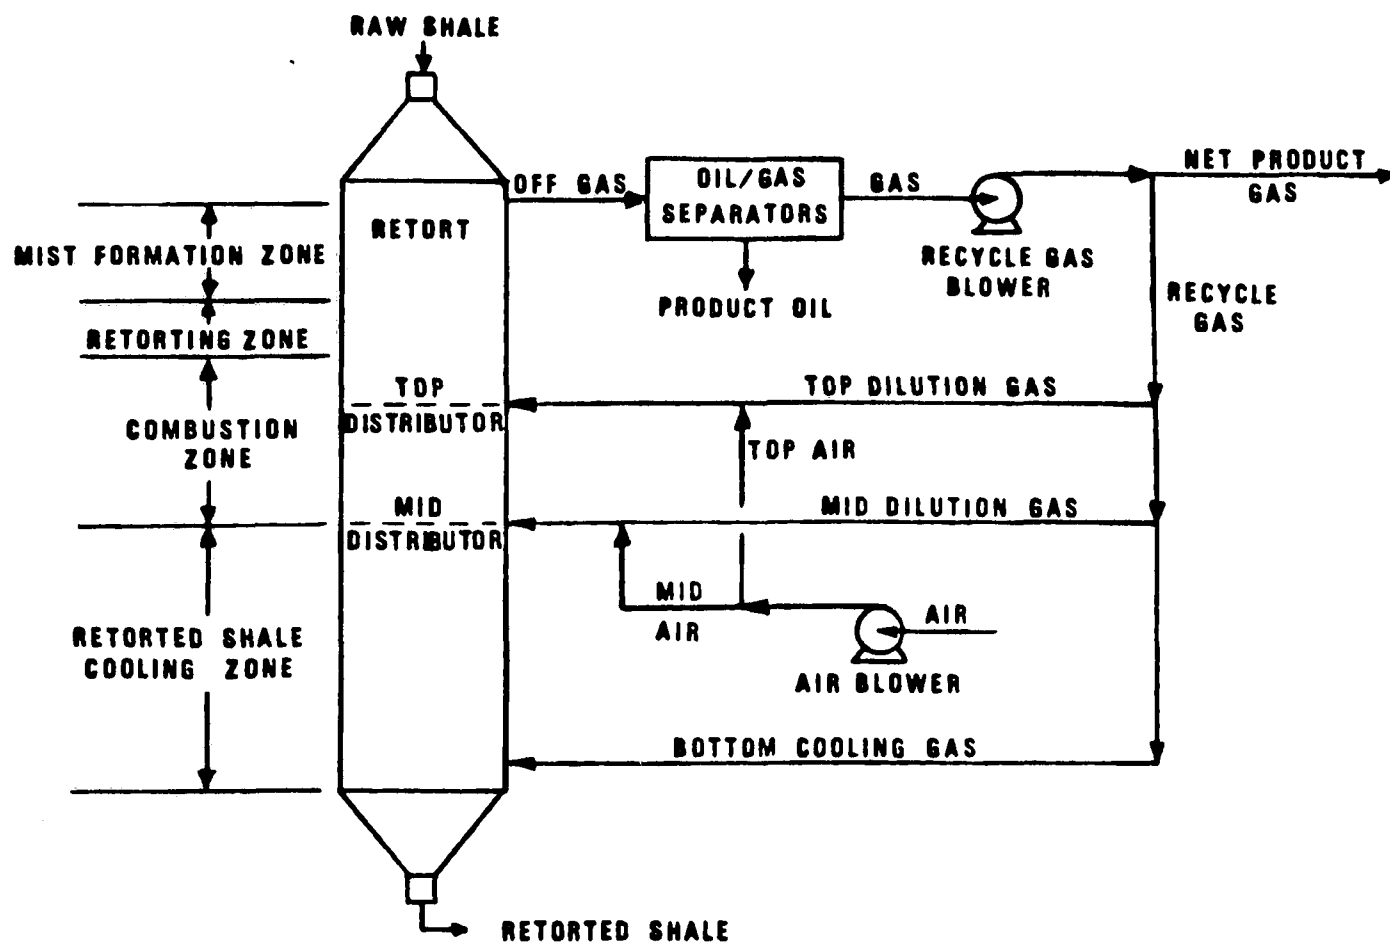 RAW SHALE
OFF GAS
OIL/GAS
SEPARATORS
GAS
NET PRODUCT
GAS
RETORT
MIST FORMATION ZONE
RECYCLE GAS
BLOWER
PRODUCT OIL
RECYCLE
GAS
RETORTING ZONE
TOP
DISTRIBUTOR
TOP DILUTION GAS
COMBUSTION
ZONE
TOP AIR
MID
DISTRIBUTOR
MID DILUTION GAS
MID
AIR
AIR
AIR BLOWER
RETORTED SHALE
COOLING ZONE
BOTTOM COOLING GAS
RETORTED SHALE